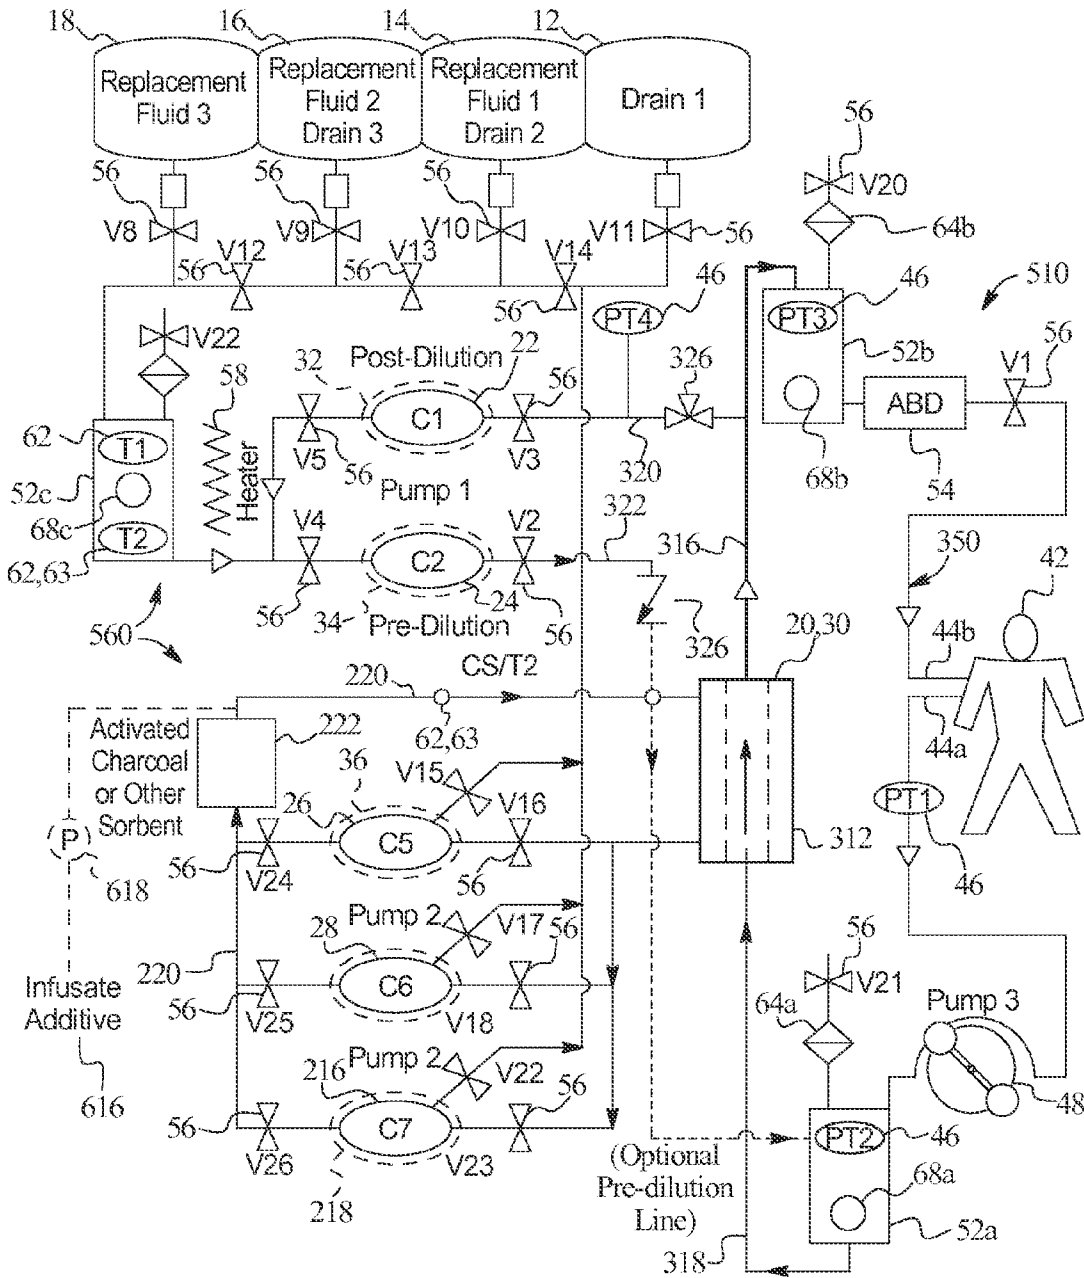 18
16
14
12
Replacement
Fluid 3
Replacement
Fluid 2
Drain 3
Replacement
Fluid 1
Drain 2
Drain 1
56
56
56
56
V20
V8
V9
V10
V11
56
64b
V12
V13
V14
56
56
56
46
46
510
PT4
PT3
V22
Post-Dilution
22
32
56
326
52b
56
V1
58
C1
ABD
62
T1
V5
56
V3
320
68b
54
52c
68c
Heater
Pump 1
322
T2
V4
V2
316
350
42
62,63
C2
56
34
24
56
Pre-Dilution
326
20,30
44b
560
CS/T2
220
222
62,63
44a
Activated
Charcoal
or Other
Sorbent
36
V15
26
V16
PT1
P
C5
312
56
V24
56
46
618
Pump 2
V17
56
28
56
220
C6
V21
Infusate
Additive
56
V25
V18
64a
Pump 3
Pump 2
V22
216
56
616
56
C7
48
V26
V23
PT2
46
218
(Optional
Pre-dilution
Line)
68a
52a
318